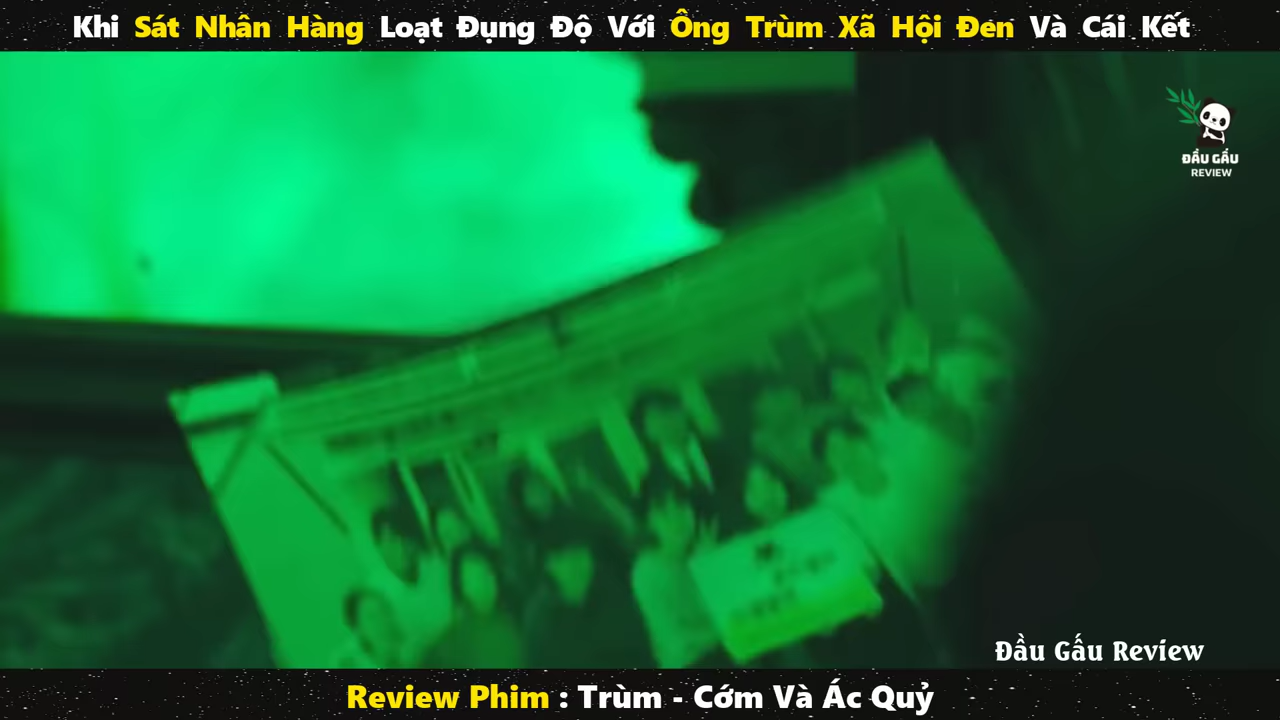 Khi Sát Nhân Hàng Loạt Đụng Độ Với Ông Trùm Xã Hội Đen Và Cái Kết
ĐẦU GẤU
REVIEW
Đầu Gấu Review
Review Phim : Trùm - Cớm Và Ác Quỷ